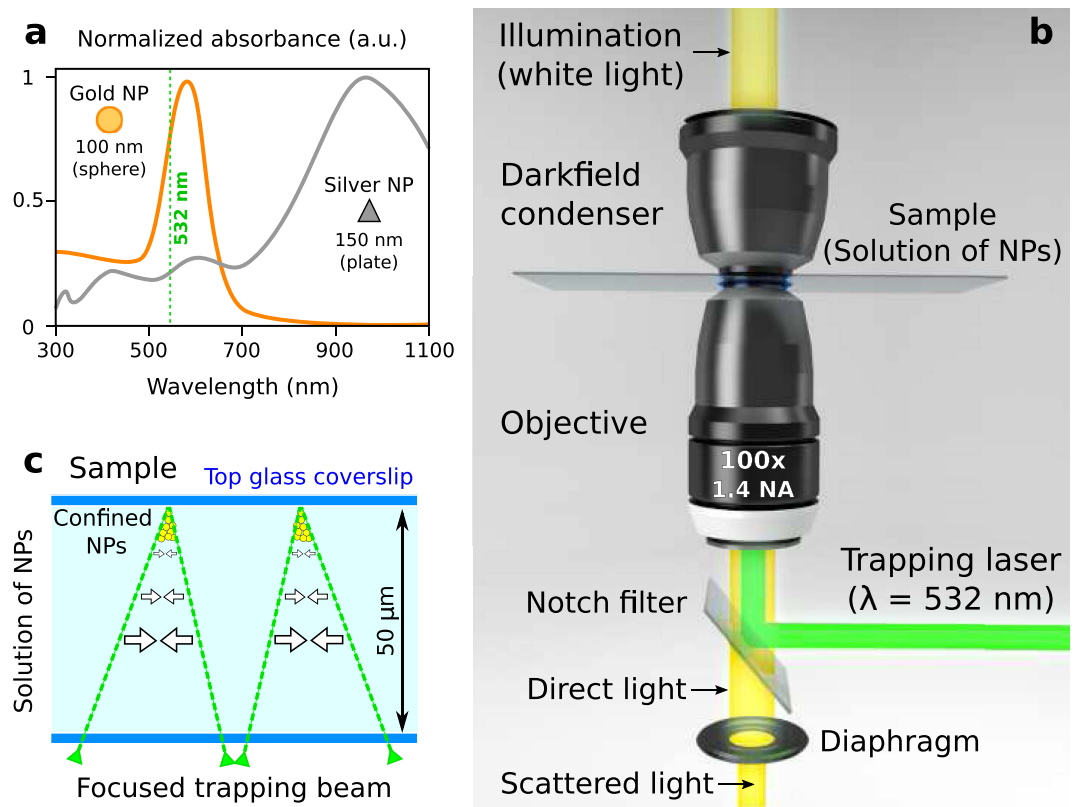 a
Normalized absorbance (a.u.)
1
0.5
0
Gold NP
100 nm
(sphere)
532 nm
Silver NP
150 nm
(plate)
300 500 700 900 1100
Wavelength (nm)
b
Illumination
(white light)
Darkfield
condenser
Sample
(Solution of NPs)
Objective
100x
1.4 NA
Trapping laser
(λ = 532 nm)
Notch filter
Direct light
Diaphragm
Scattered light
c
Sample
Top glass coverslip
Confined
NPs
Solution of NPs
50 µm
Focused trapping beam